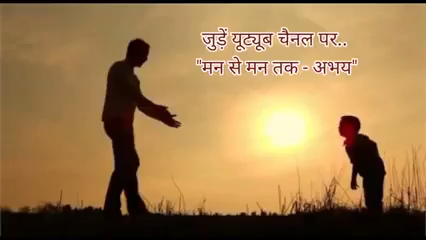 जुड़ें यूट्यूब चैनल पर..
"मन से मन तक - अभय"